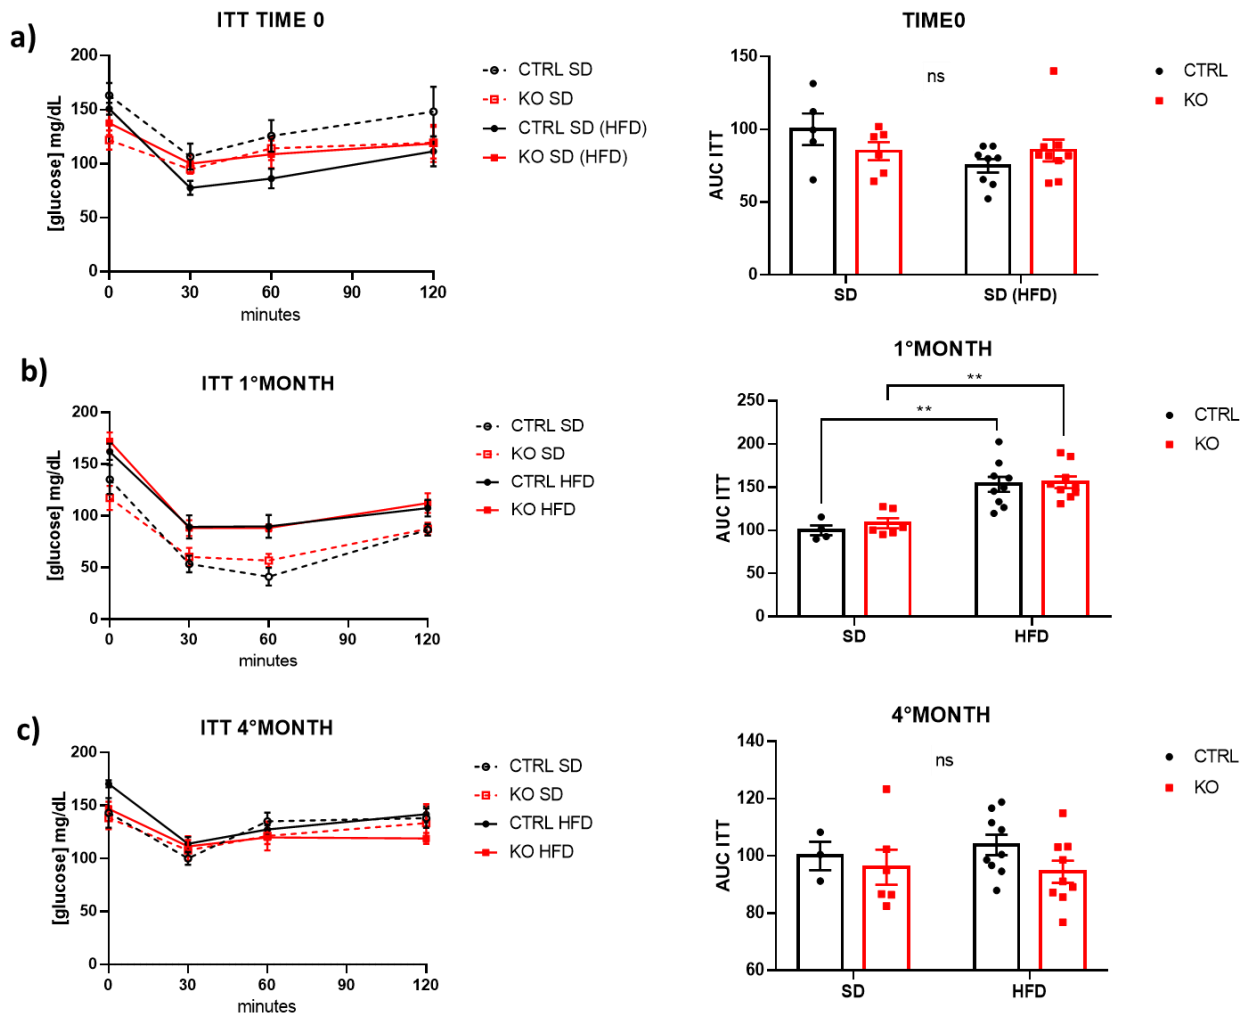 a)
ITT TIME 0
[glucose] mg/dL
200
150
100
50
0
0 30 60 90 120
minutes
CTRL SD
KO SD
CTRL SD (HFD)
KO SD (HFD)
TIME0
AUC ITT
150
100
50
0
ns
SD SD (HFD)
CTRL
KO
b)
ITT 1°MONTH
[glucose] mg/dL
200
150
100
50
0
0 30 60 90 120
minutes
CTRL SD
KO SD
CTRL HFD
KO HFD
1°MONTH
AUC ITT
250
200
150
100
50
0
**
**
SD HFD
CTRL
KO
c)
ITT 4°MONTH
[glucose] mg/dL
200
150
100
50
0
0 30 60 90 120
minutes
CTRL SD
KO SD
CTRL HFD
KO HFD
4°MONTH
AUC ITT
140
120
100
80
60
ns
SD HFD
CTRL
KO